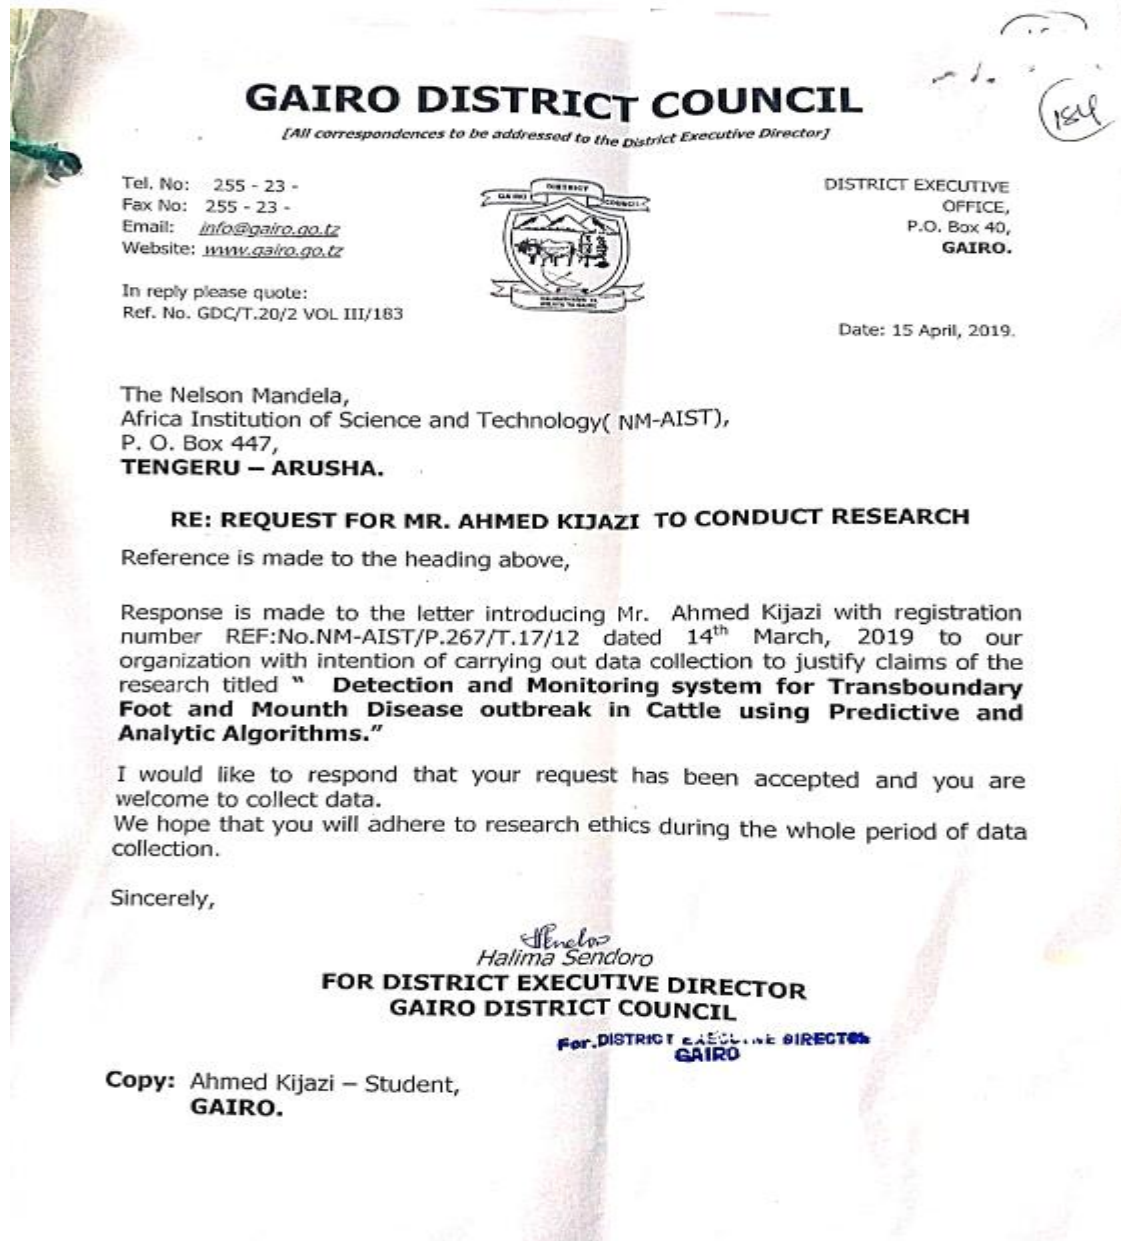 184
GAIRO DISTRICT COUNCIL
[All correspondences to be addressed to the District Executive Director]
Tel. No: 255 - 23 -
Fax No: 255 - 23 -
Email: info@gairo.go.tz
Website: www.gairo.go.tz
In reply please quote:
Ref. No. GDC/T.20/2 VOL III/183
GAIRO DISTRICT COUNCIL
DISTRICT EXECUTIVE
OFFICE,
P.O. Box 40,
GAIRO.
Date: 15 April, 2019.
The Nelson Mandela,
Africa Institution of Science and Technology( NM-AIST),
P. O. Box 447,
TENGERU – ARUSHA.
RE: REQUEST FOR MR. AHMED KIJAZI TO CONDUCT RESEARCH
Reference is made to the heading above,
Response is made to the letter introducing Mr. Ahmed Kijazi with registration
number REF:No.NM-AIST/P.267/T.17/12 dated 14th March, 2019 to our
organization with intention of carrying out data collection to justify claims of the
research titled “ Detection and Monitoring system for Transboundary
Foot and Mounth Disease outbreak in Cattle using Predictive and
Analytic Algorithms.”
I would like to respond that your request has been accepted and you are
welcome to collect data.
We hope that you will adhere to research ethics during the whole period of data
collection.
Sincerely,
Halima Sendoro
FOR DISTRICT EXECUTIVE DIRECTOR
GAIRO DISTRICT COUNCIL
For.DISTRICT EXECUTIVE DIRECTOR
GAIRO
Copy: Ahmed Kijazi – Student,
GAIRO.